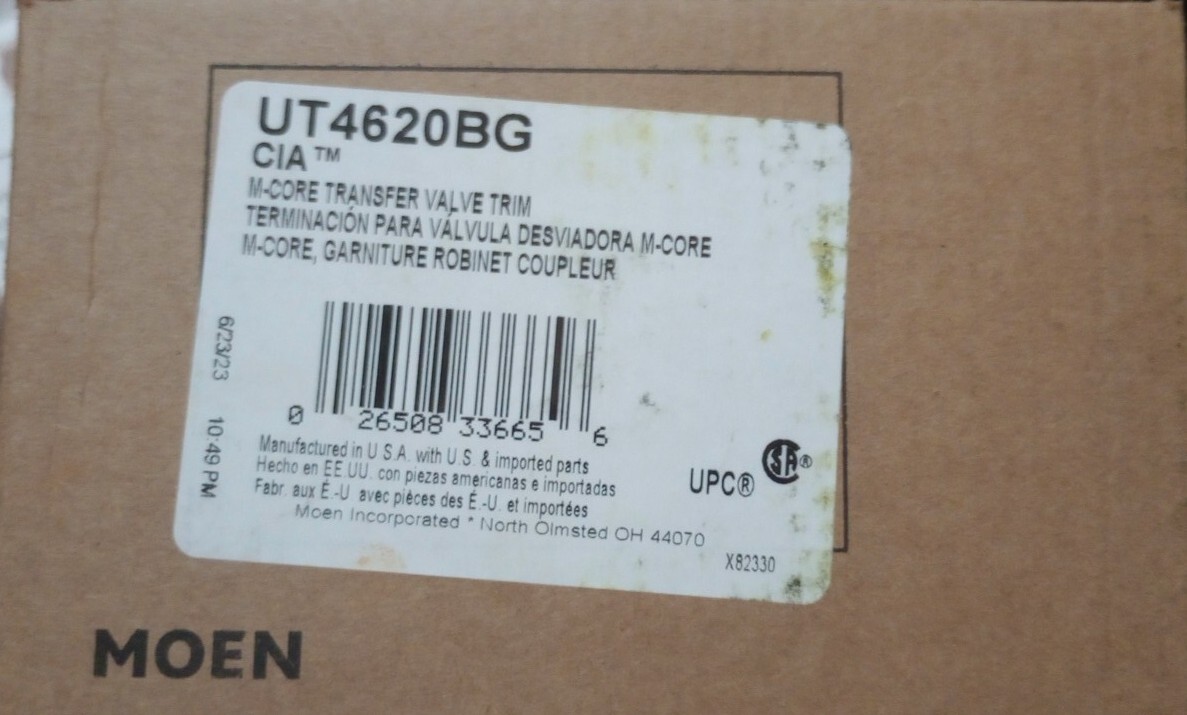 UT4620BG
CIA™
M-CORE TRANSFER VALVE TRIM
TERMINACIÓN PARA VÁLVULA DESVIADORA M-CORE
M-CORE, GARNITURE ROBINET COUPLEUR
6/23/23 10:49 PM
0 26508 33665 6
Manufactured in U.S.A. with U.S. & imported parts
Hecho en EE.UU. con piezas americanas e importadas
Fabr. aux É.-U. avec pièces des É.-U. et importées
Moen Incorporated * North Olmsted OH 44070
UPC® SA®
X82330
MOEN